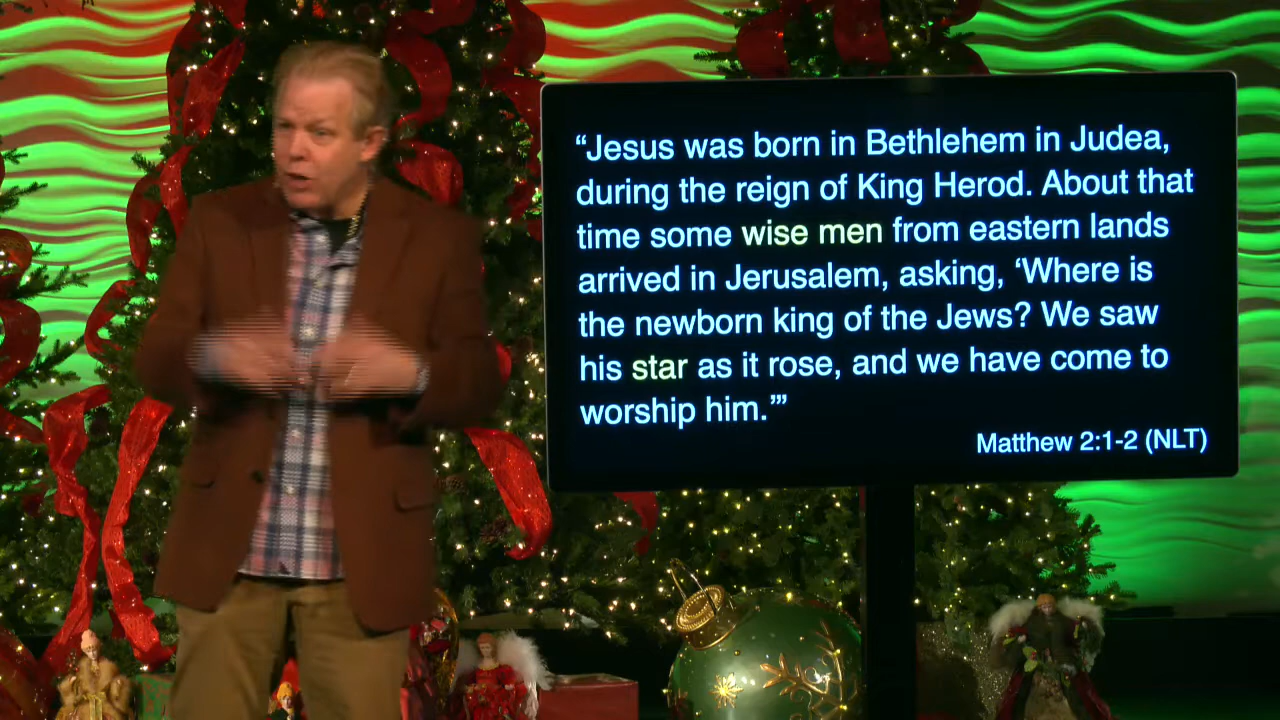 “Jesus was born in Bethlehem in Judea,
during the reign of King Herod. About that
time some wise men from eastern lands
arrived in Jerusalem, asking, ‘Where is
the newborn king of the Jews? We saw
his star as it rose, and we have come to
worship him.’”
Matthew 2:1-2 (NLT)